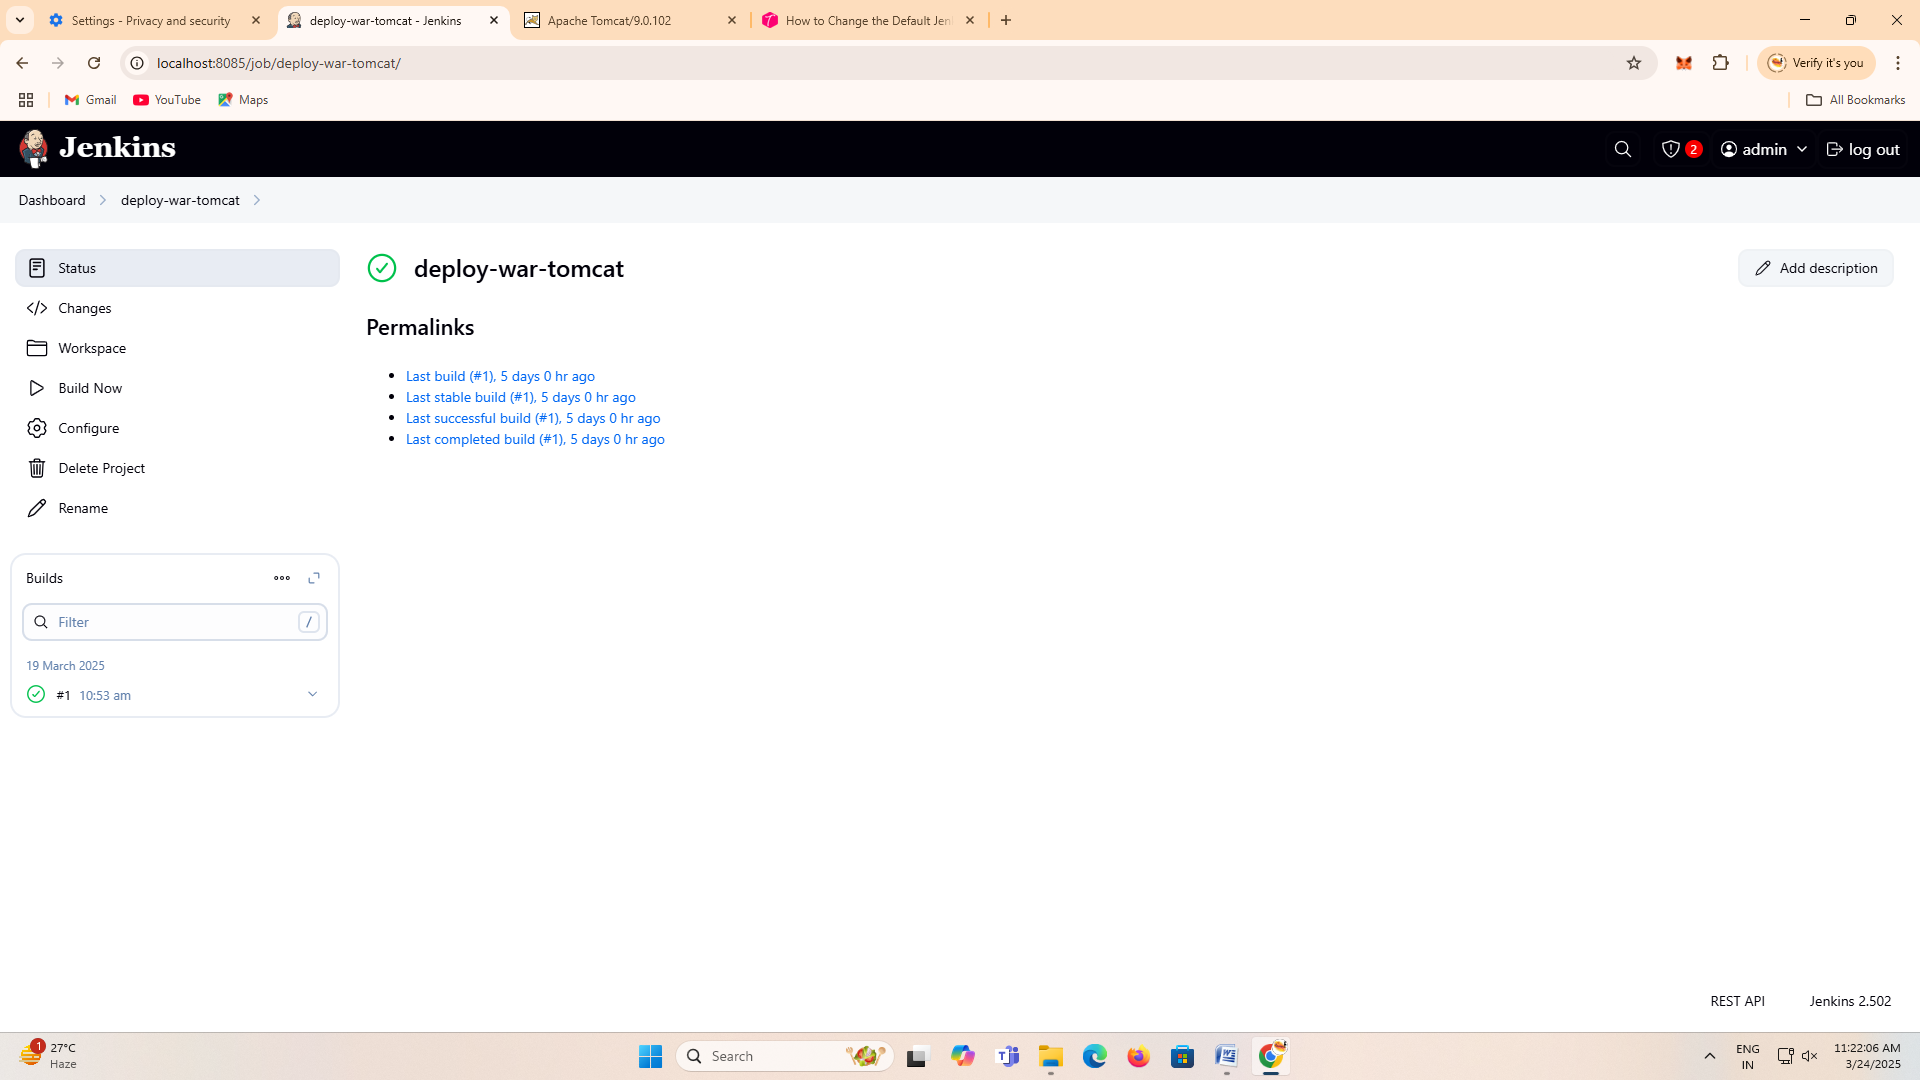 Settings - Privacy and security
deploy-war-tomcat - Jenkins
Apache Tomcat/9.0.102
How to Change the Default Jen
localhost:8085/job/deploy-war-tomcat/
Verify it's you
Gmail
YouTube
Maps
All Bookmarks
Jenkins
2
admin
log out
Dashboard
deploy-war-tomcat
Status
Changes
Workspace
Build Now
Configure
Delete Project
Rename
deploy-war-tomcat
Add description
Permalinks
Last build (#1), 5 days 0 hr ago
Last stable build (#1), 5 days 0 hr ago
Last successful build (#1), 5 days 0 hr ago
Last completed build (#1), 5 days 0 hr ago
Builds
Filter
/
19 March 2025
#1 10:53 am
REST API
Jenkins 2.502
1
27°C
Haze
Search
ENG
IN
11:22:06 AM
3/24/2025